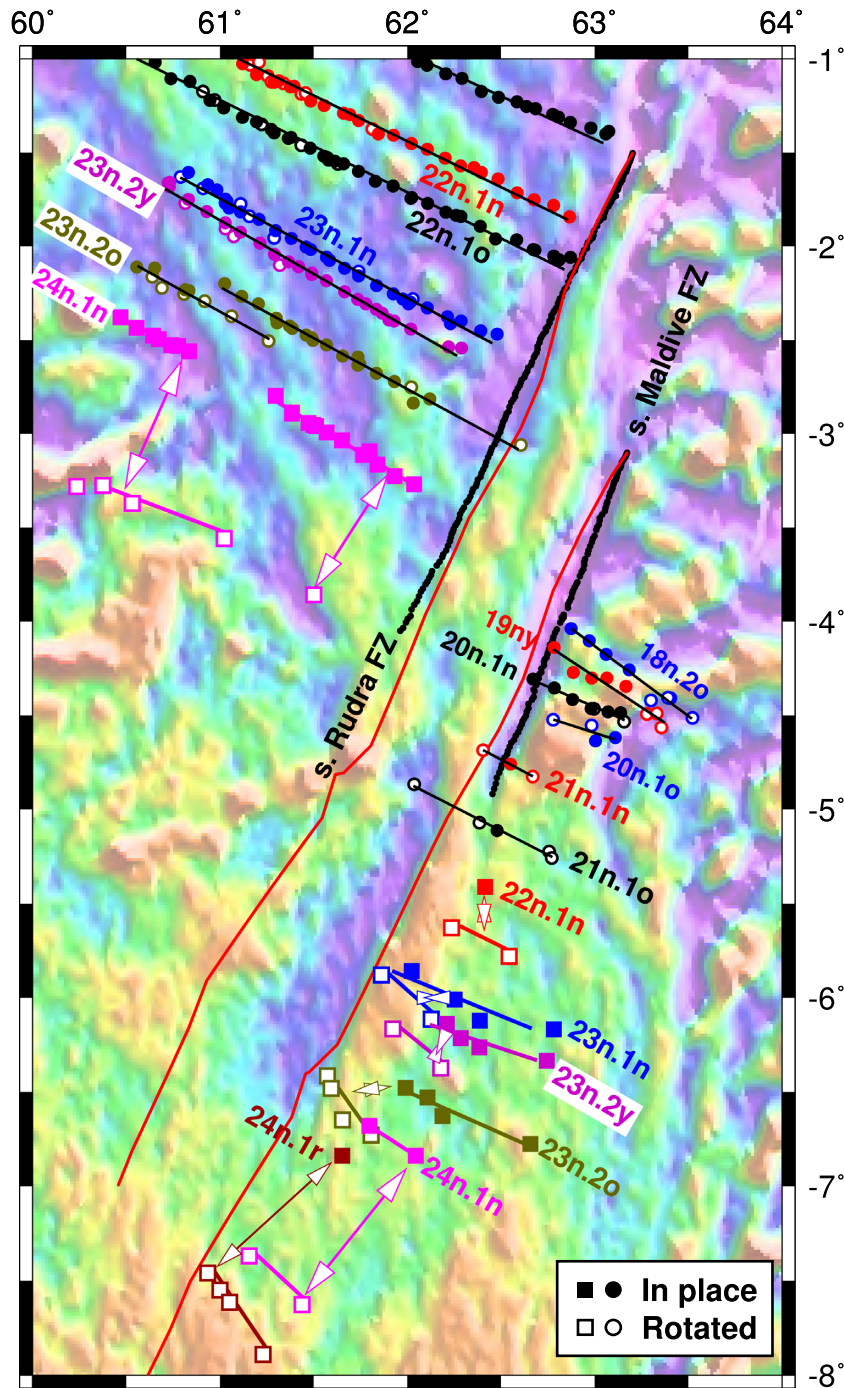 60˚ 61˚ 62˚ 63˚ 64˚
-1˚
22n.1n
23n.2y
23n.1n
22n.1o
-2˚
23n.2o
24n.1n
s. Maldive FZ
-3˚
-4˚
19ny
20n.1n
18n.2o
s. Rudra FZ
20n.1o
21n.1n
-5˚
21n.1o
22n.1n
-6˚
23n.1n
23n.2y
24n.1r
23n.2o
24n.1n
-7˚
In place
Rotated
-8˚